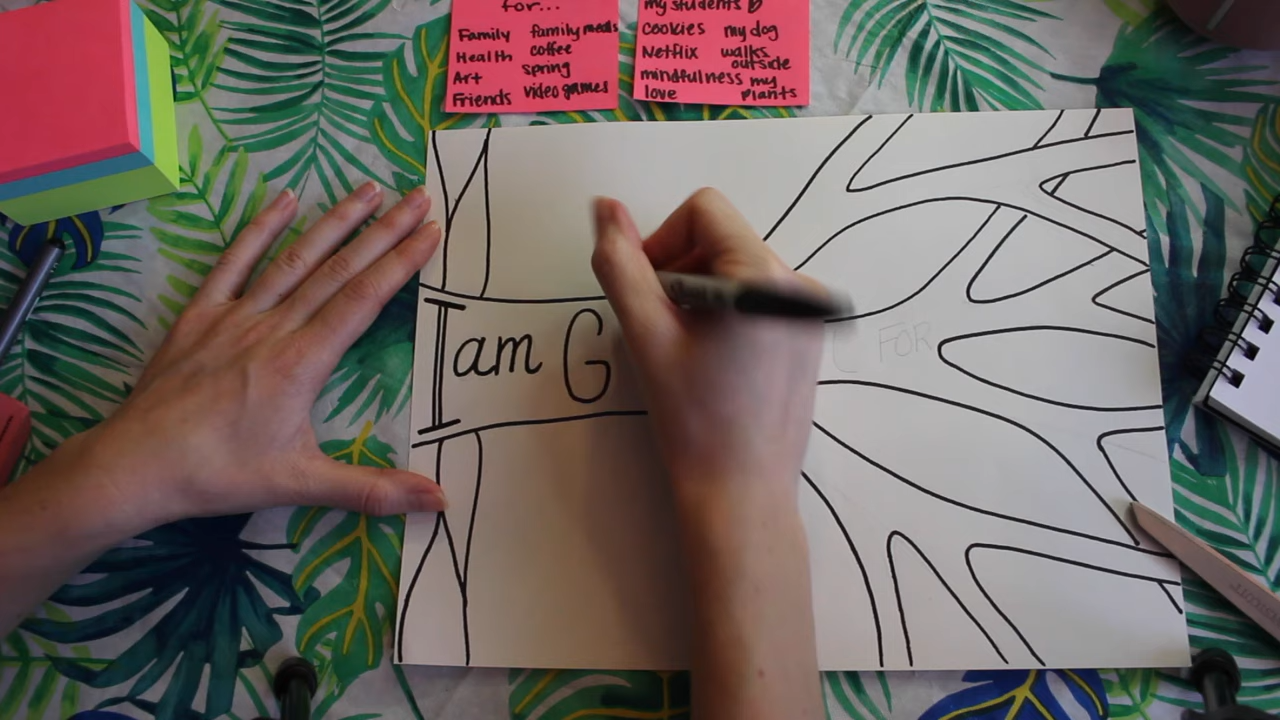 for...
Family family meals
Health coffee
Art spring
Friends video games
my students
cookies my dog
Netflix walks outside
mindfulness my plants
love
I am G
FOR